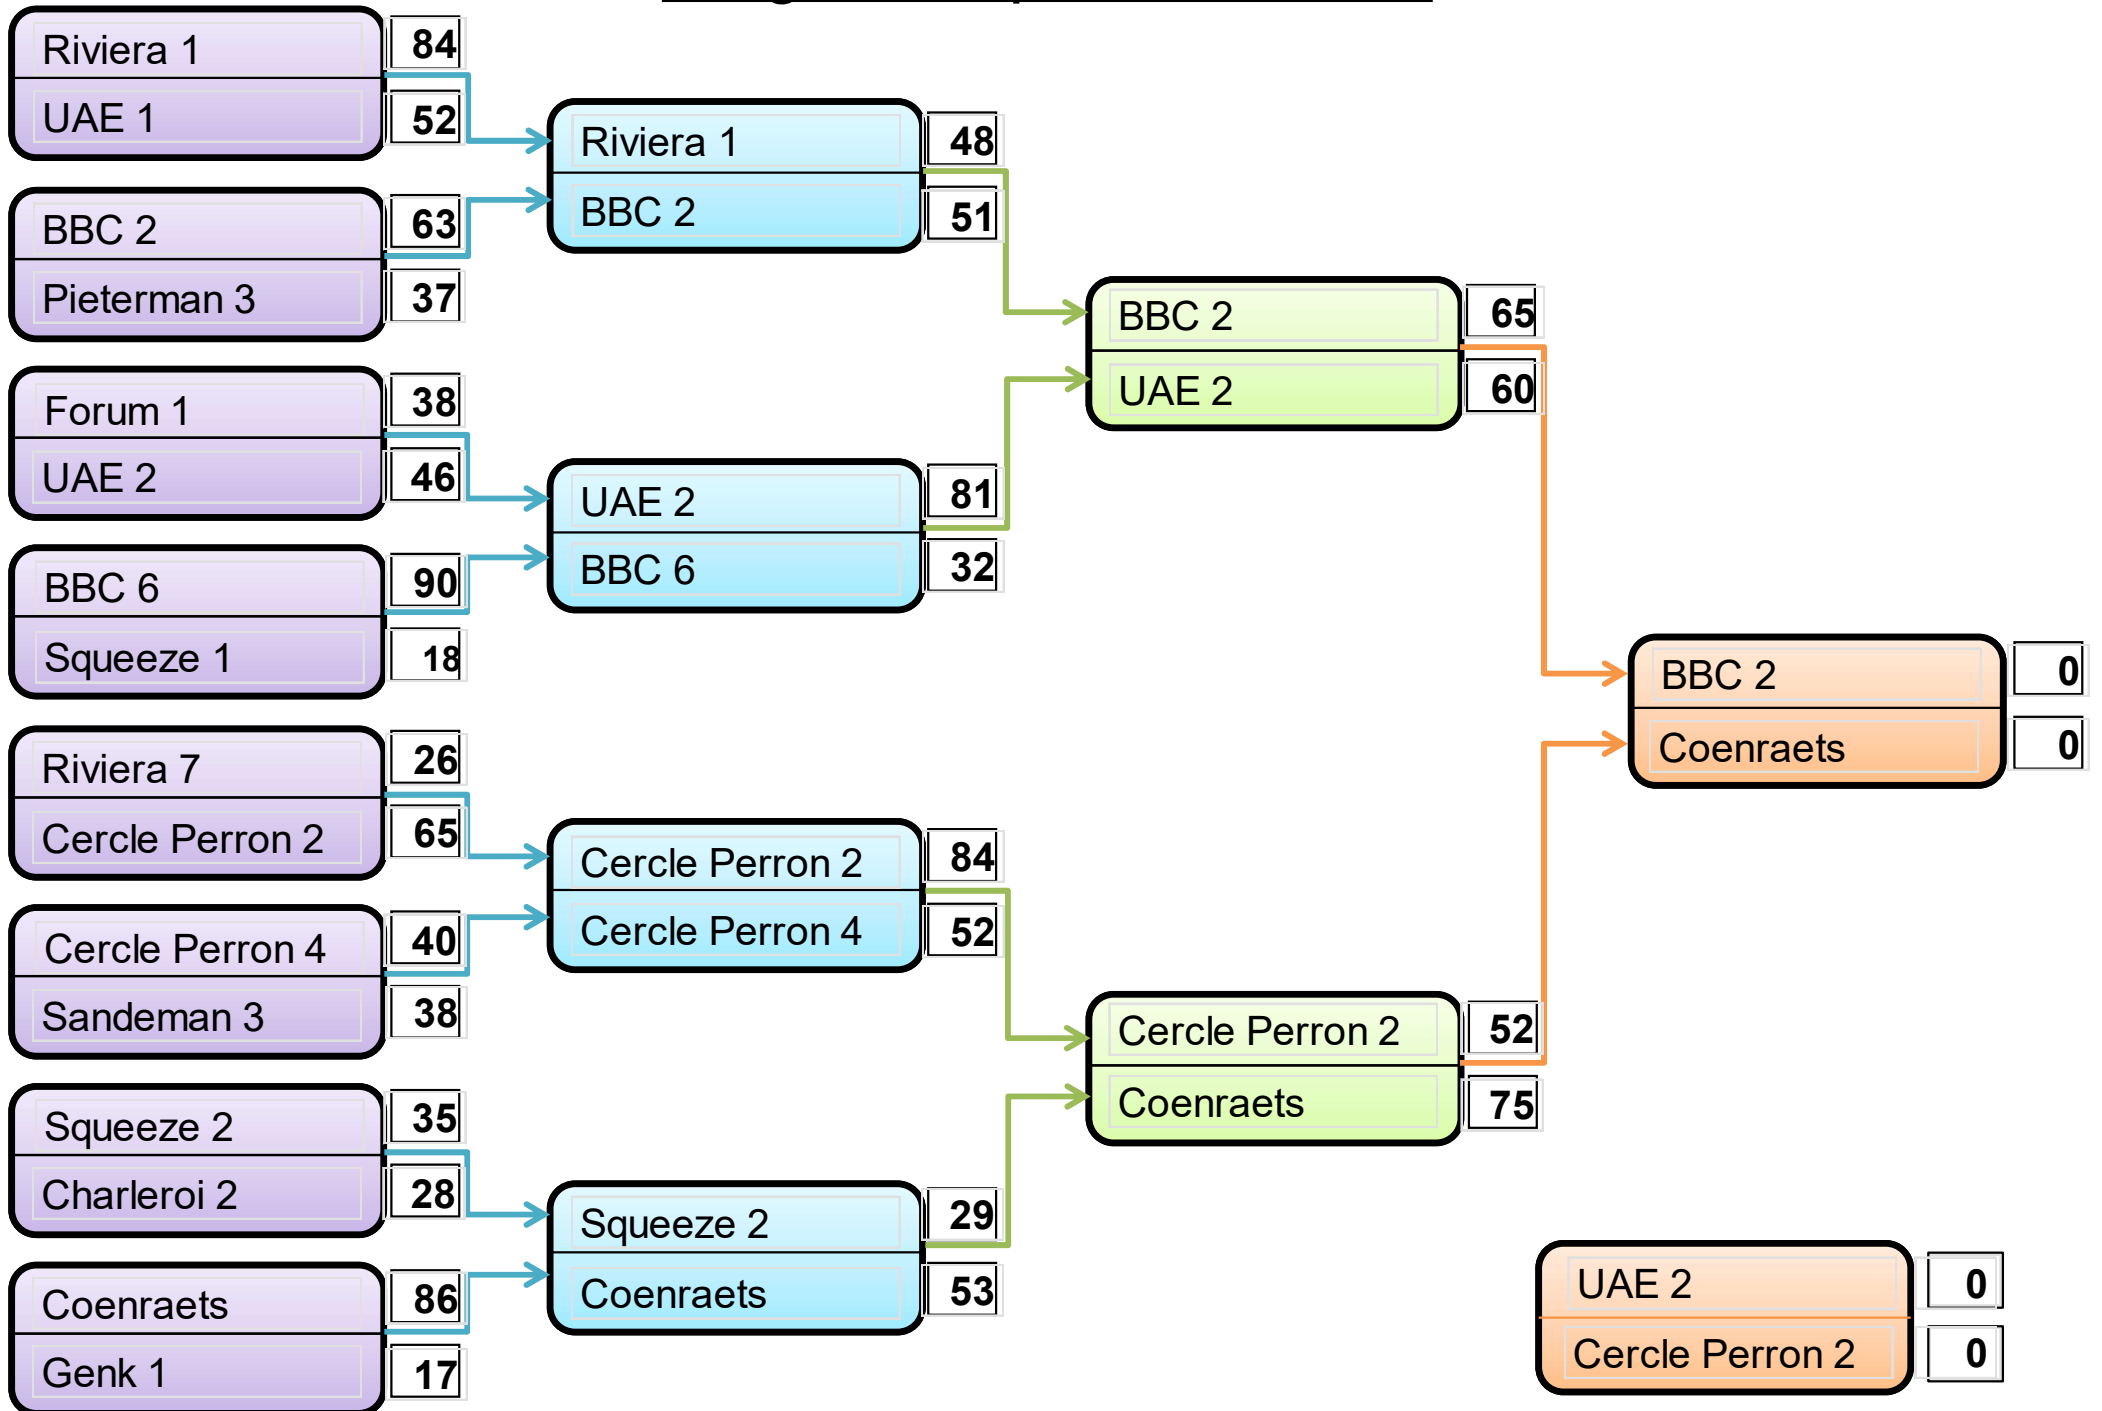 Riviera 1 84
UAE 1 52
BBC 2 63
Pieterman 3 37
Forum 1 38
UAE 2 46
BBC 6 90
Squeeze 1 18
Riviera 7 26
Cercle Perron 2 65
Cercle Perron 4 40
Sandeman 3 38
Squeeze 2 35
Charleroi 2 28
Coenraets 86
Genk 1 17
Riviera 1 48
BBC 2 51
UAE 2 81
BBC 6 32
Cercle Perron 2 84
Cercle Perron 4 52
Squeeze 2 29
Coenraets 53
BBC 2 65
UAE 2 60
Cercle Perron 2 52
Coenraets 75
BBC 2 0
Coenraets 0
UAE 2 0
Cercle Perron 2 0